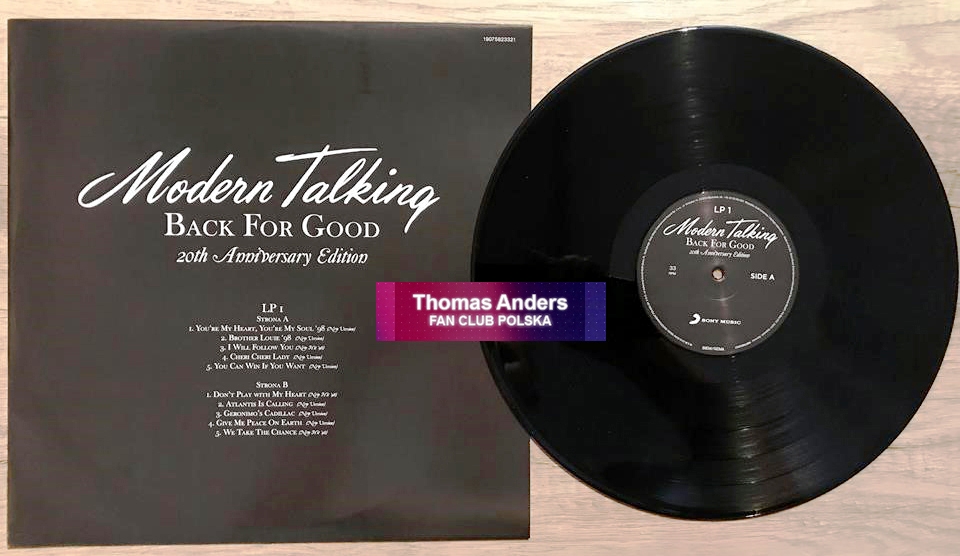 19075923321
Modern Talking
BACK FOR GOOD
20th Anniversary Edition
LP 1
STRONA A
1. YOU'RE MY HEART, YOU'RE MY SOUL '98 (New Version)
2. BROTHER LOUIE '98 (New Version)
3. I WILL FOLLOW YOU (New Hit '98)
4. CHERI CHERI LADY (New Version)
5. YOU CAN WIN IF YOU WANT (New Version)
STRONA B
1. DON'T PLAY WITH MY HEART (New Hit '98)
2. ATLANTIS IS CALLING (New Version)
3. GERONIMO'S CADILLAC (New Version)
4. GIVE ME PEACE ON EARTH (New Version)
5. WE TAKE THE CHANCE (New Hit '98)
Thomas Anders
FAN CLUB POLSKA
LP 1
Modern Talking
BACK FOR GOOD
20th Anniversary Edition
33
RPM
SIDE A
SONY MUSIC